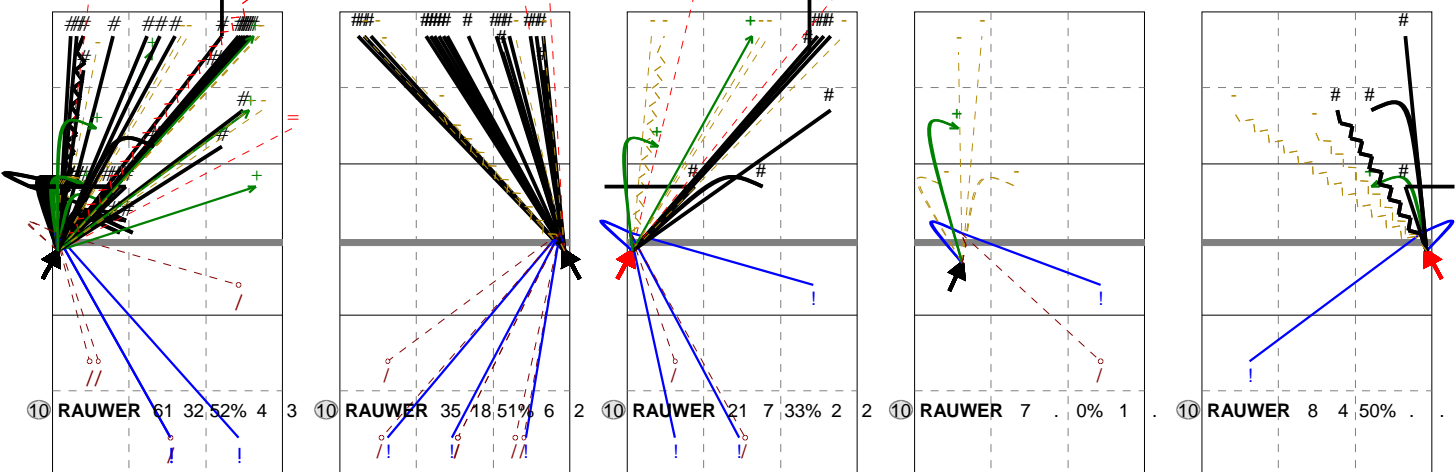 10 RAUWER 61 32 52% 4 3
10 RAUWER 35 18 51% 6 2
10 RAUWER 21 7 33% 2 2
10 RAUWER 7 . 0% 1 .
10 RAUWER 8 4 50% . .